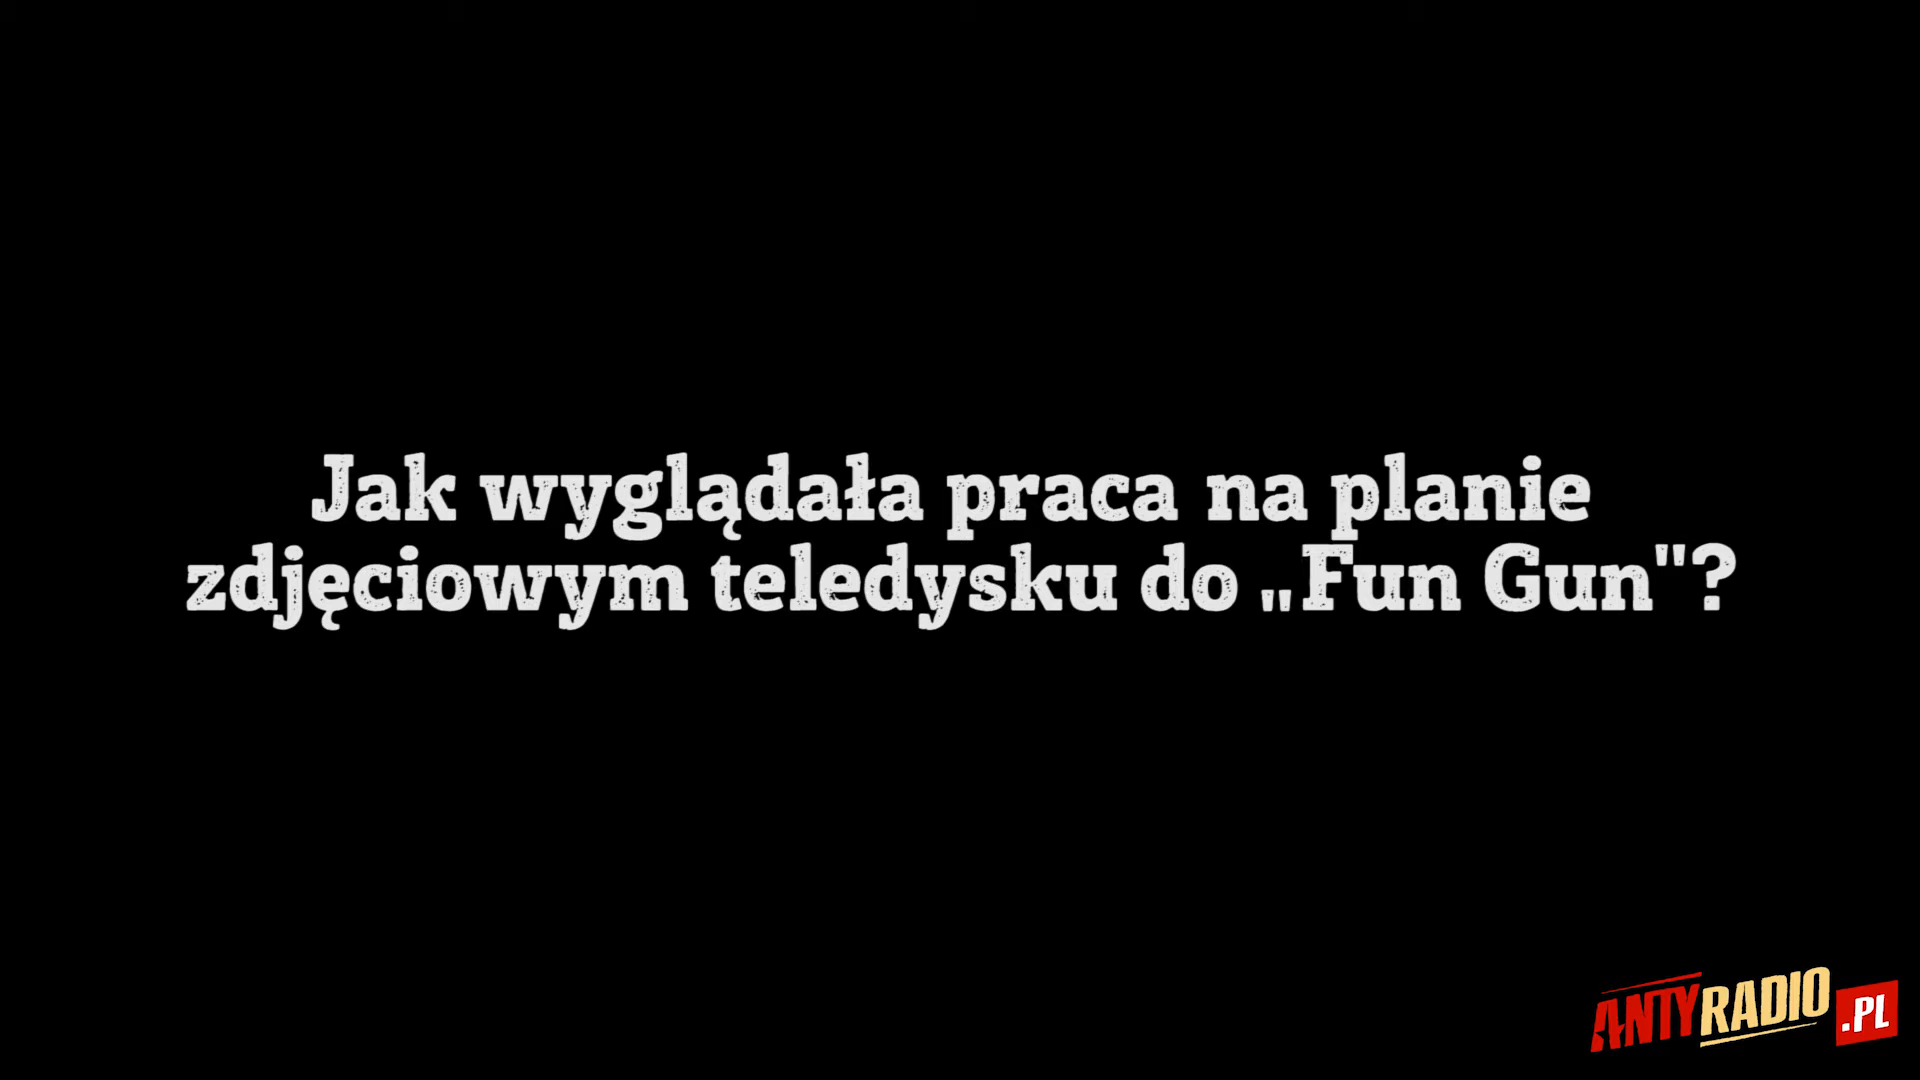 Jak wyglądała praca na planie
zdjęciowym teledysku do „Fun Gun"?
ANTYRADIO.PL